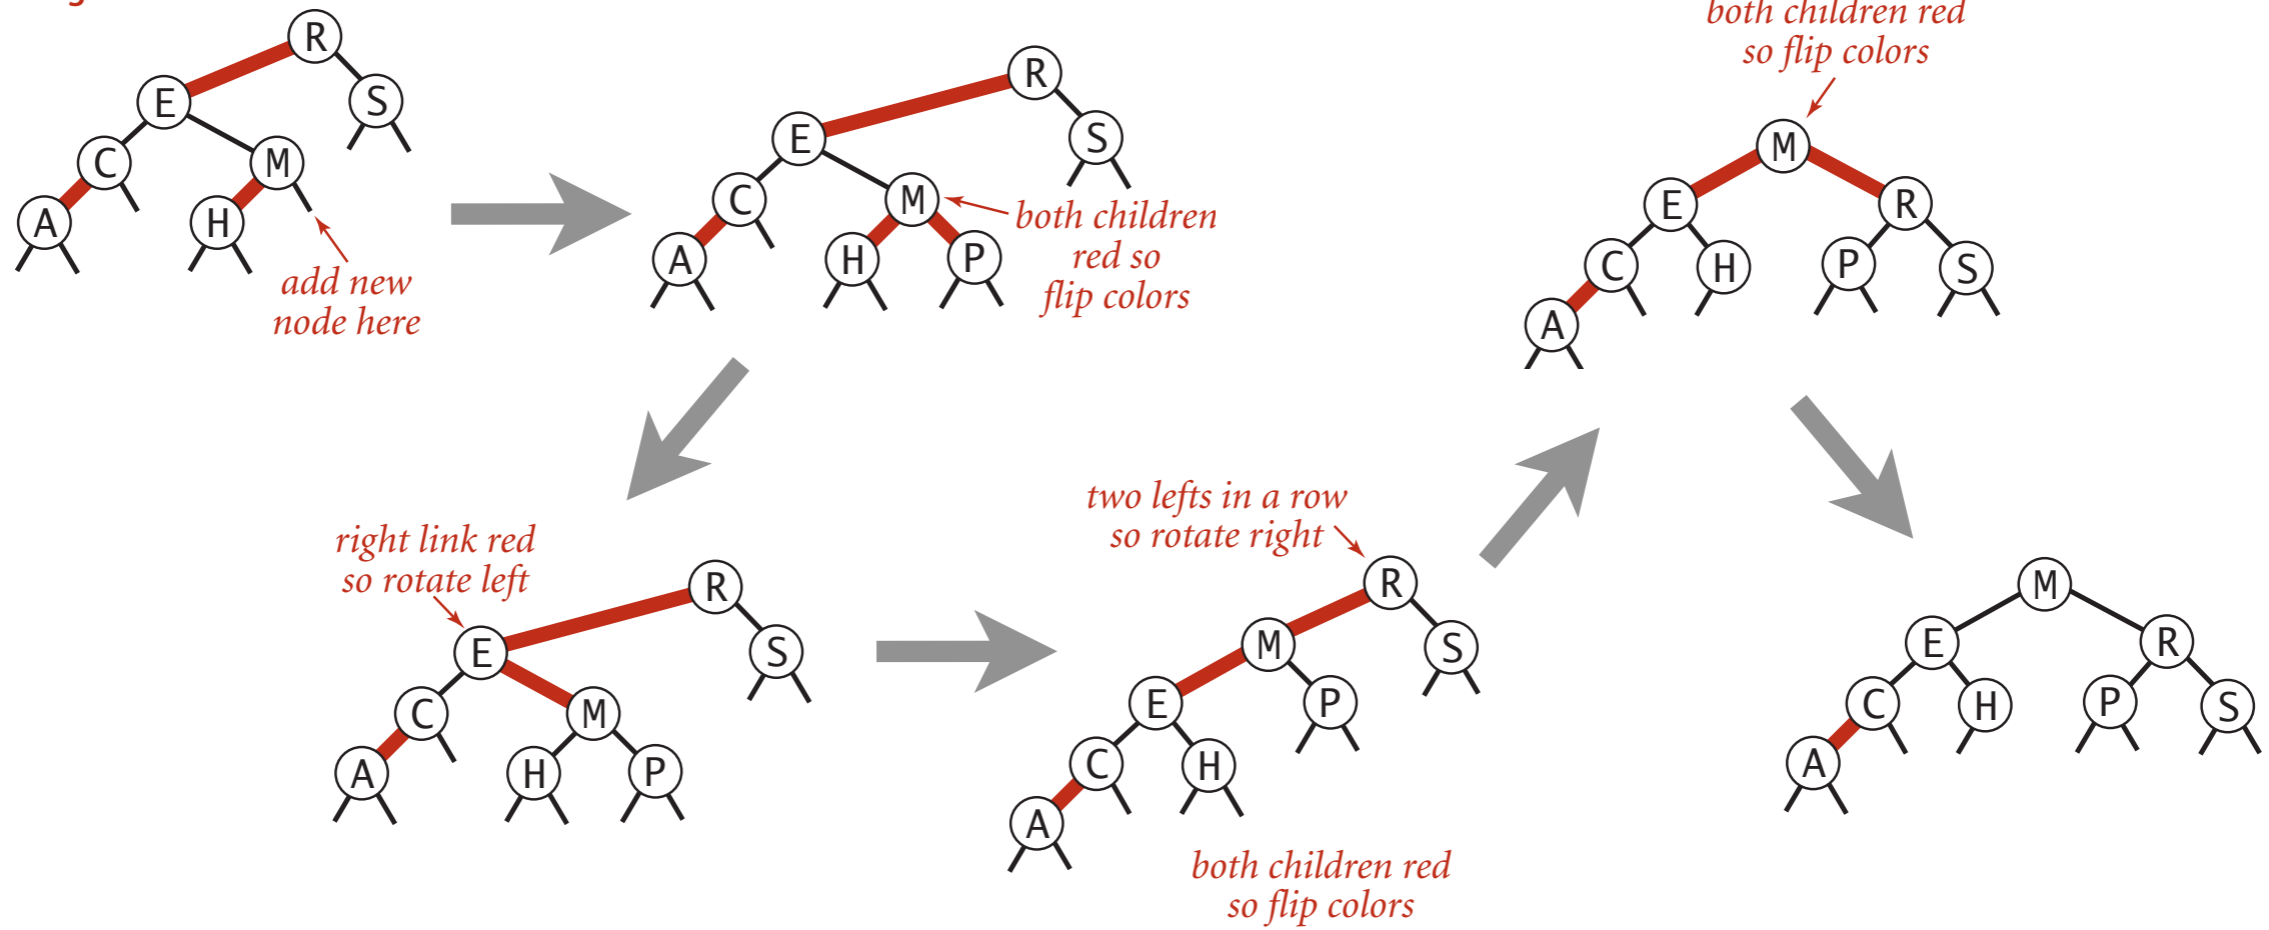 R
E
S
C
M
A
H
add new
node here
R
E
S
C
M
A
H
P
both children
red so
flip colors
right link red
so rotate left
R
E
S
C
M
A
H
P
two lefts in a row
so rotate right
R
M
S
E
P
C
H
A
both children red
so flip colors
both children red
so flip colors
M
E
R
C
H
P
S
A
M
E
R
C
H
P
S
A